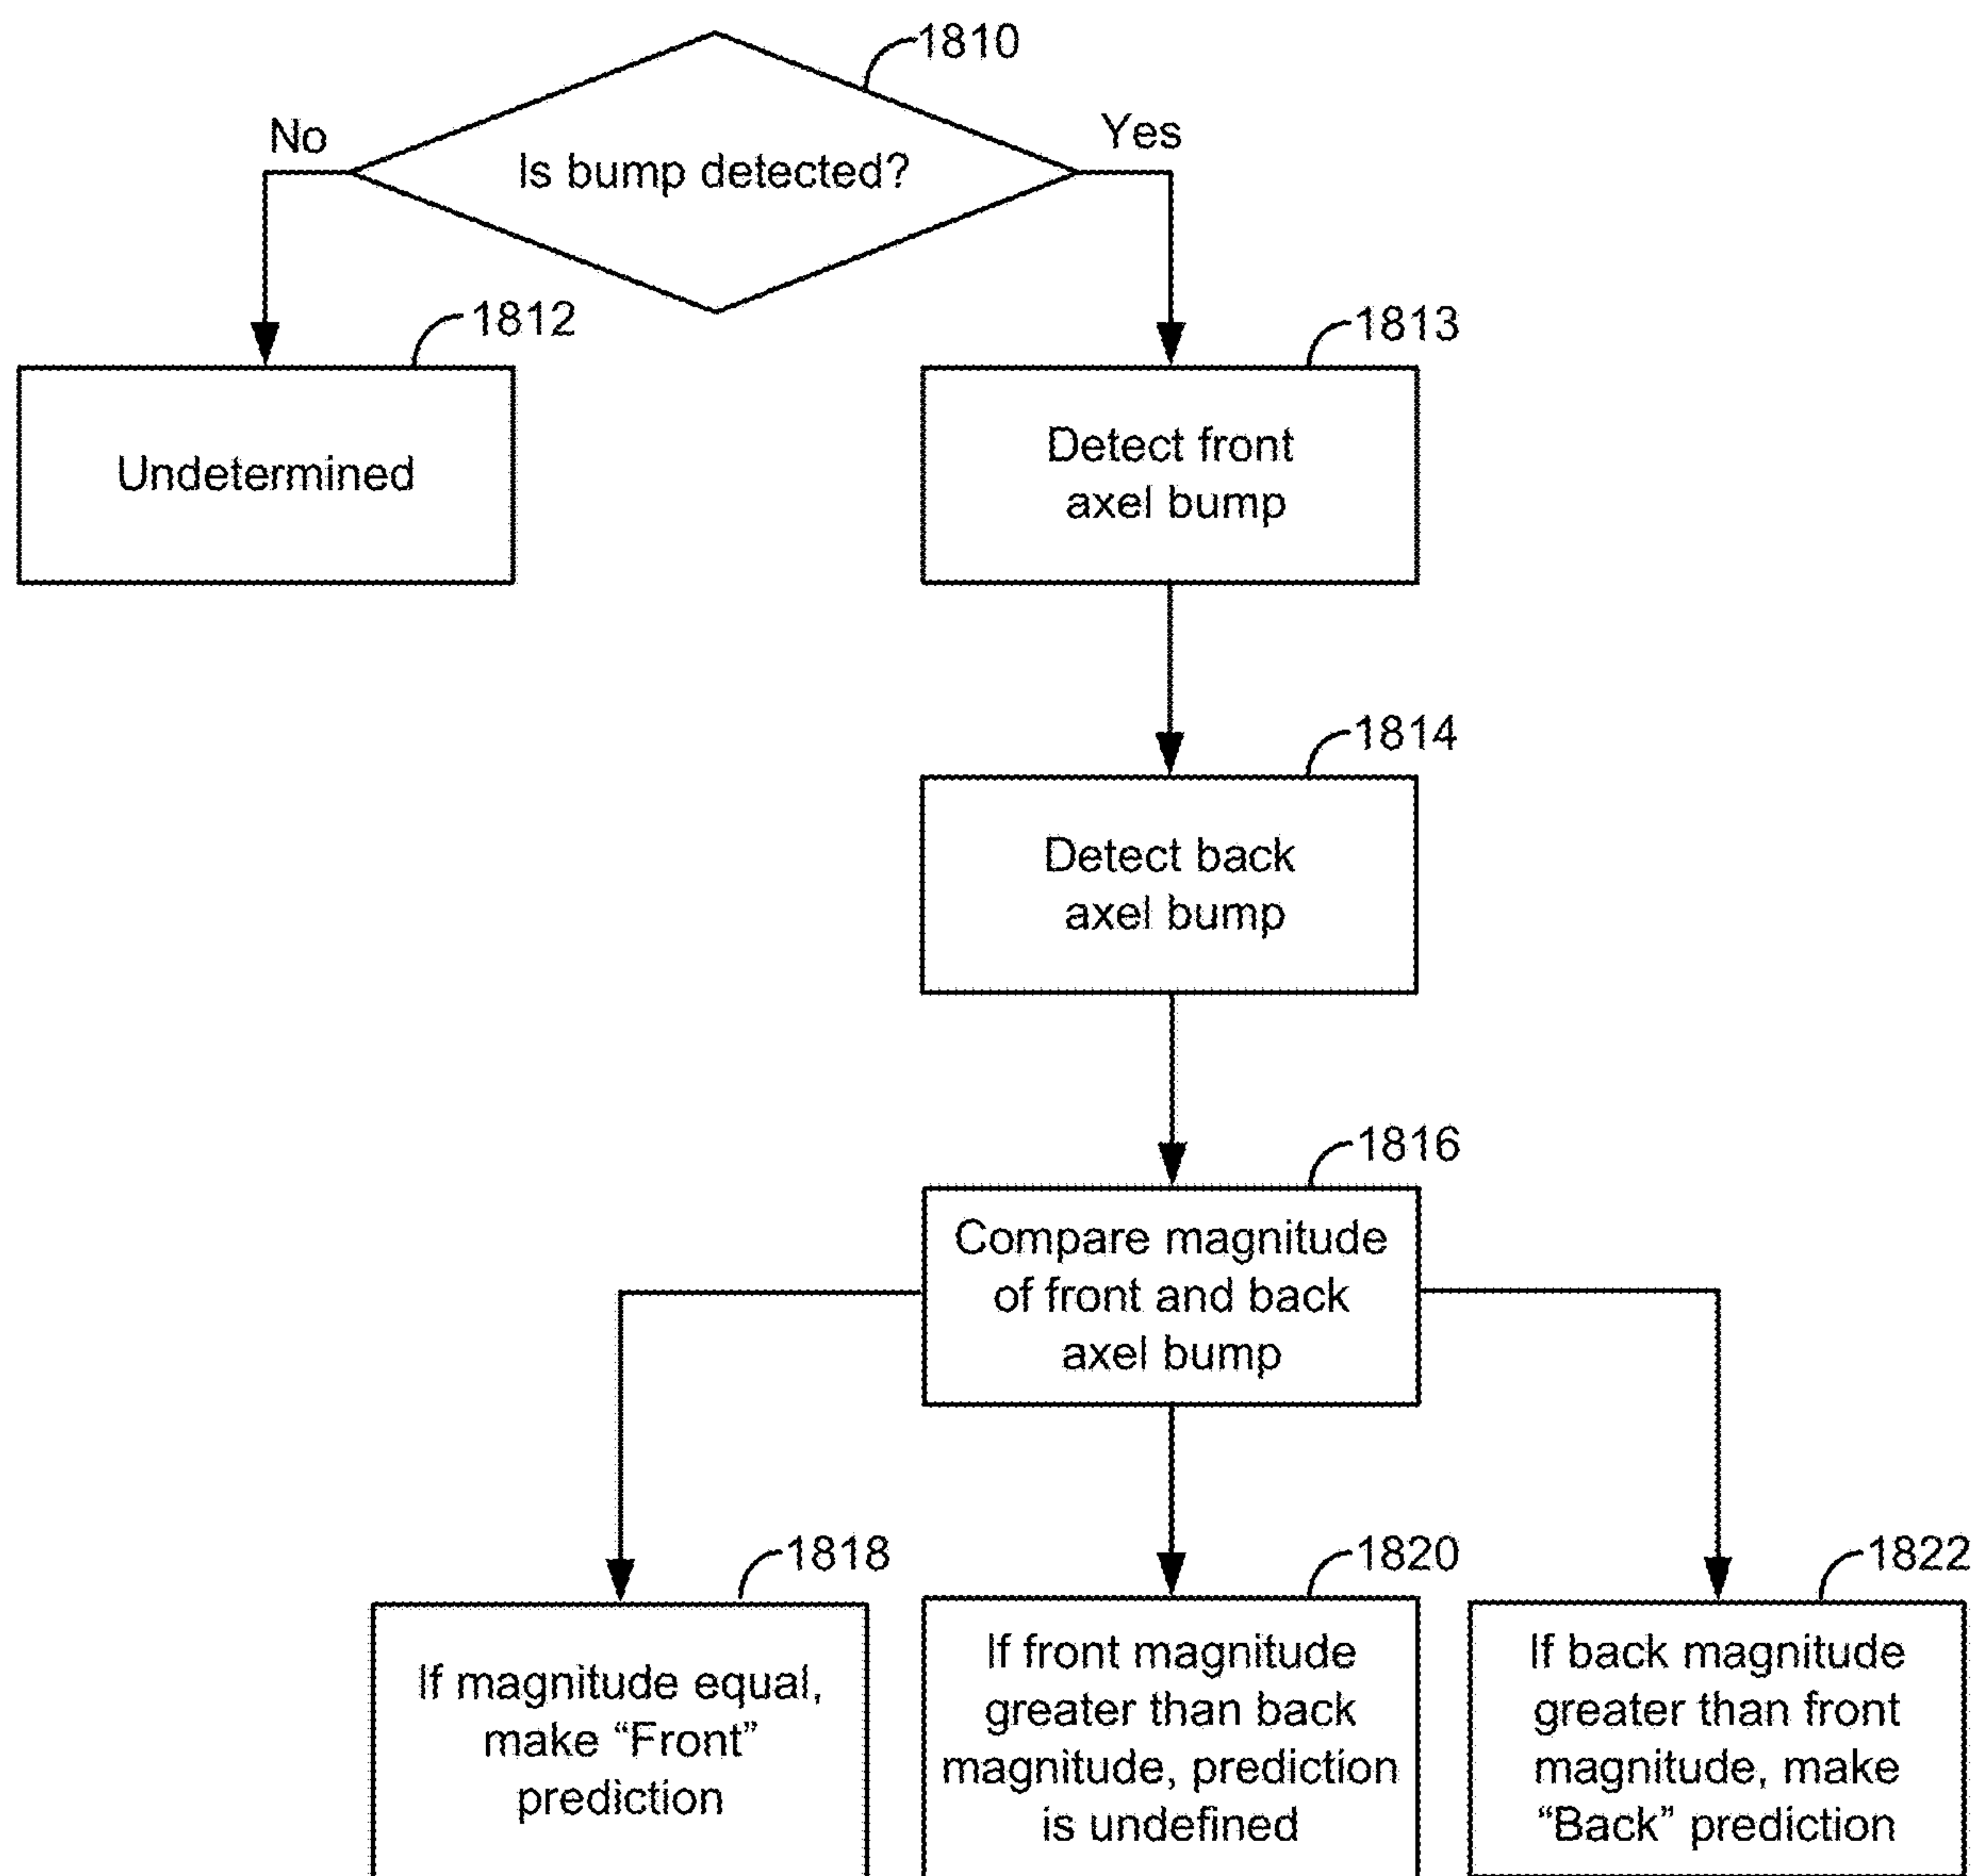 1810
No
Yes
Is bump detected?
1812
1813
Undetermined
Detect front
axel bump
1814
Detect back
axel bump
1816
Compare magnitude
of front and back
axel bump
1818
1820
1822
If magnitude equal,
make “Front”
prediction
If front magnitude
greater than back
magnitude, prediction
is undefined
If back magnitude
greater than front
magnitude, make
“Back” prediction